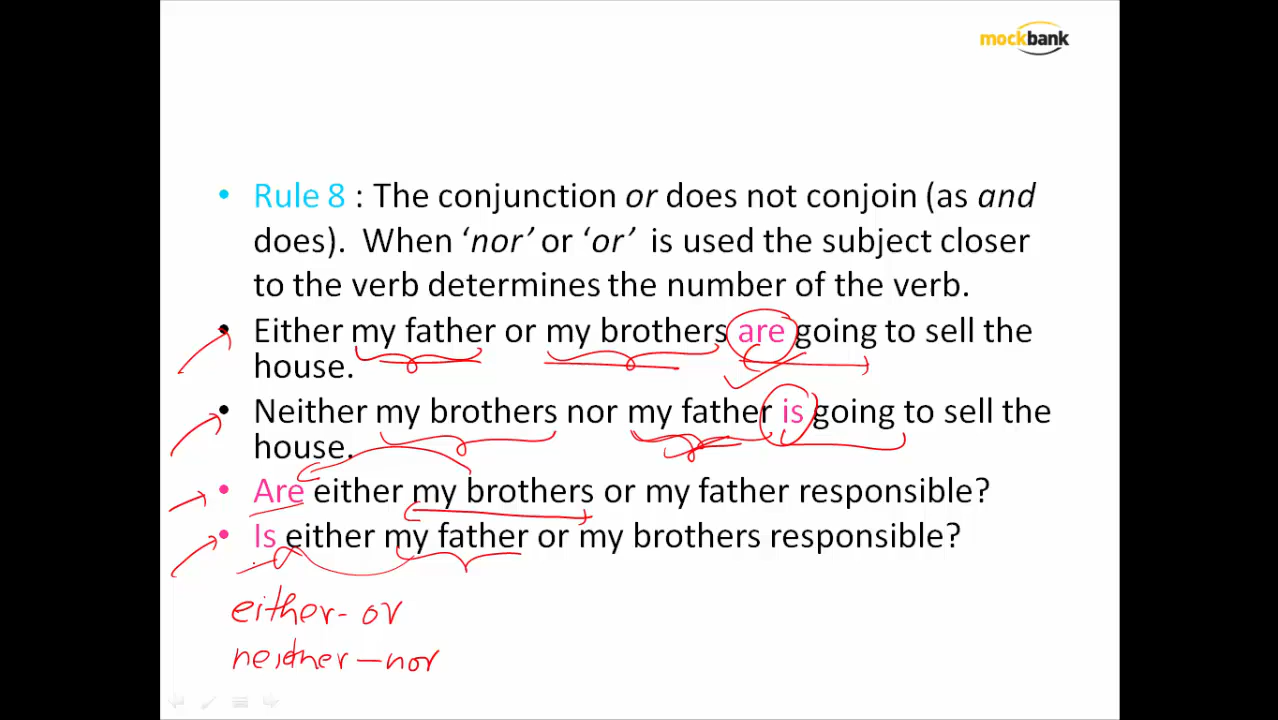 mockbank
• Rule 8 : The conjunction or does not conjoin (as and
does). When ‘nor’ or ‘or’ is used the subject closer
to the verb determines the number of the verb.
• Either my father or my brothers are going to sell the
house.
• Neither my brothers nor my father is going to sell the
house.
• Are either my brothers or my father responsible?
• Is either my father or my brothers responsible?
either- or
neither — nor